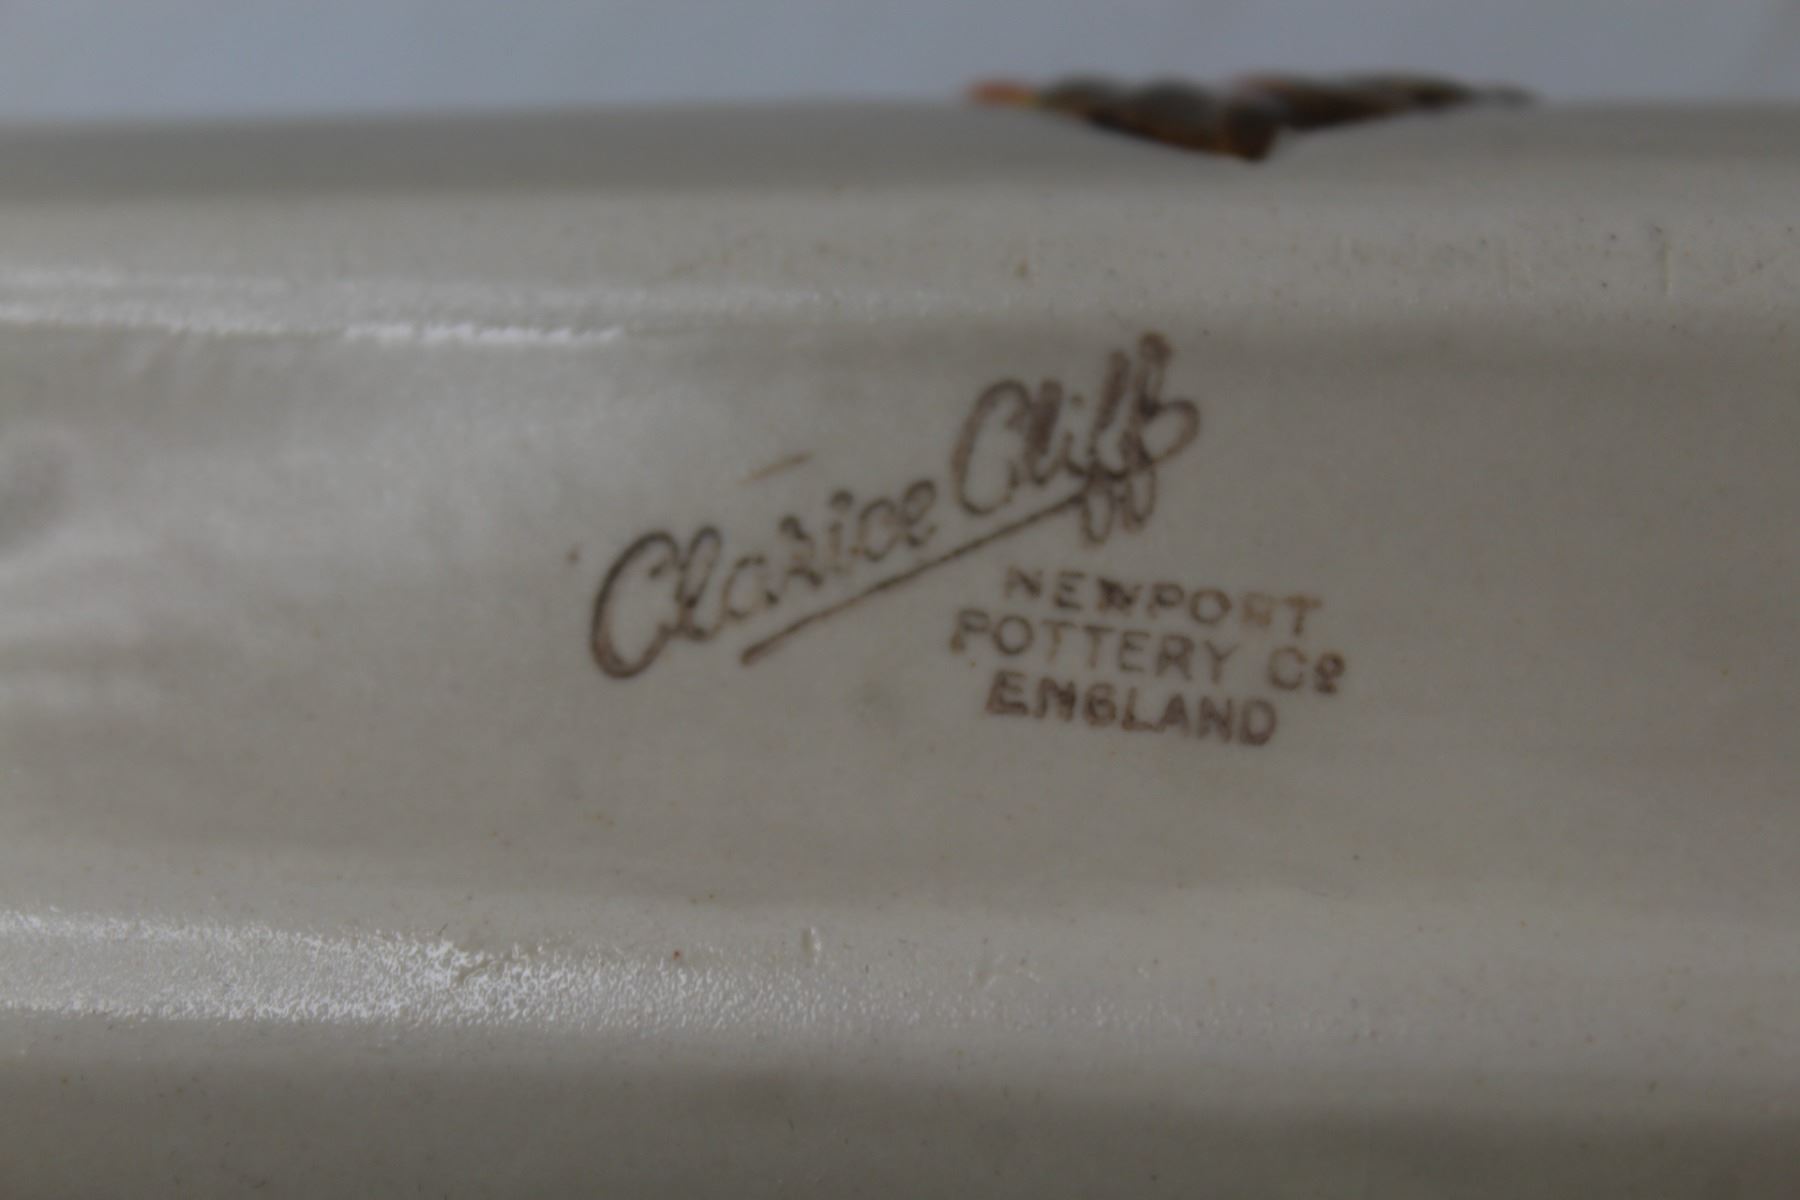 Clarice Cliff
NEWPORT
POTTERY Cº
ENGLAND